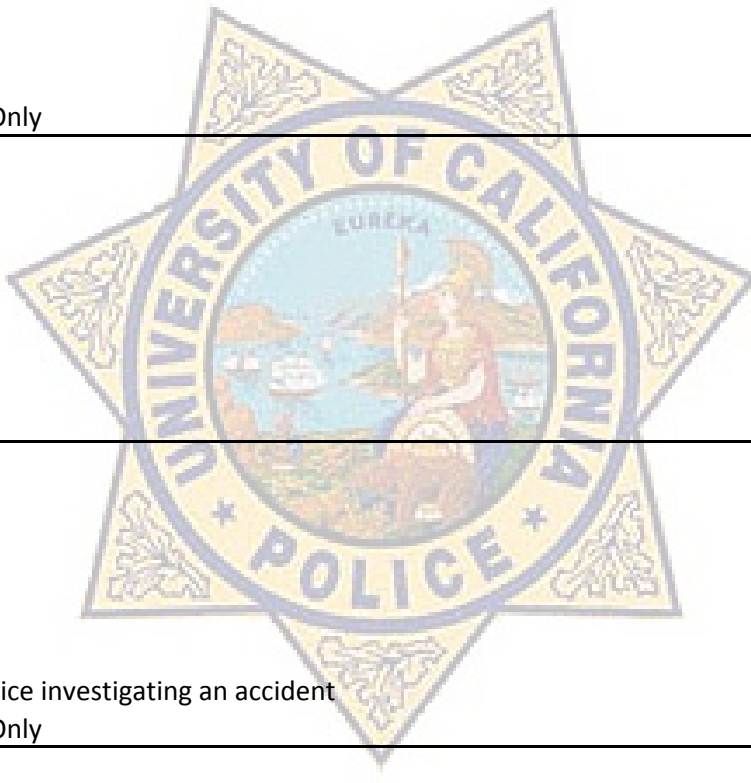 Only
UNIVERSITY OF CALIFORNIA
EUREKA
* POLICE *
ice investigating an accident
Only